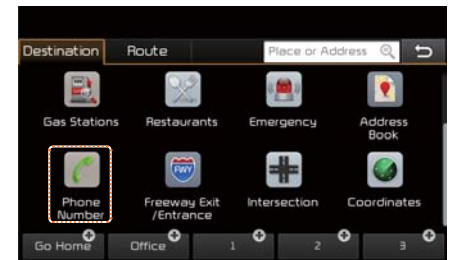 Destination Route Place or Address
Gas Stations Restaurants Emergency Address
Book
FWY
Phone Freeway Exit Intersection Coordinates
Number /Entrance
Go Home Office 1 2 3